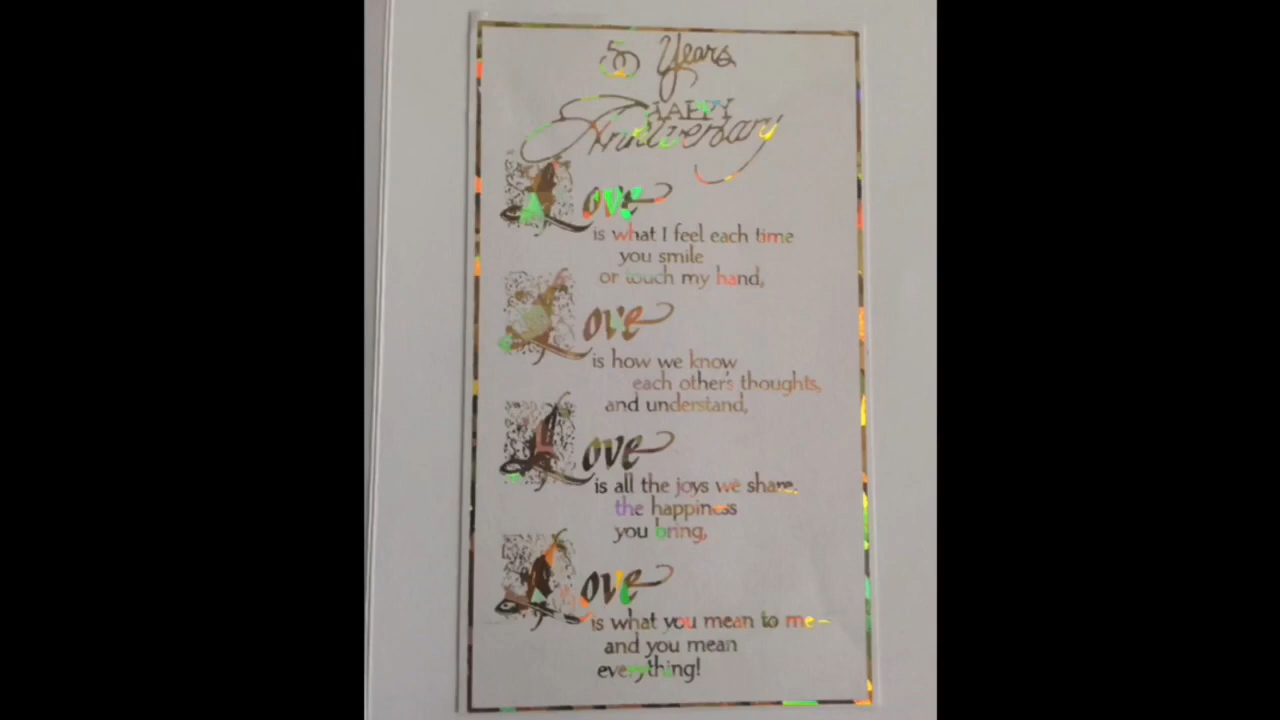 50 Years
HAPPY
Anniversary
Love
is what I feel each time
you smile
or touch my hand,
Love
is how we know
each other's thoughts,
and understand,
Love
is all the joys we share,
the happiness
you bring,
Love
is what you mean to me—
and you mean
everything!